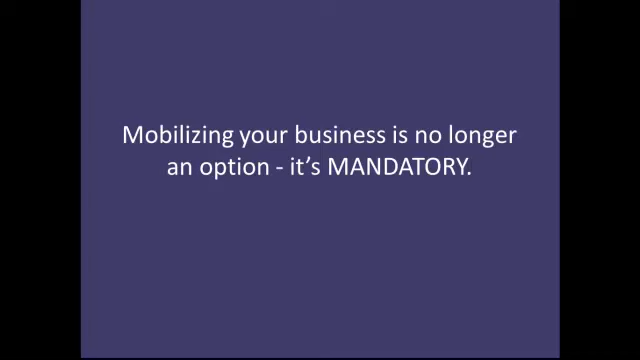 Mobilizing your business is no longer
an option - it’s MANDATORY.